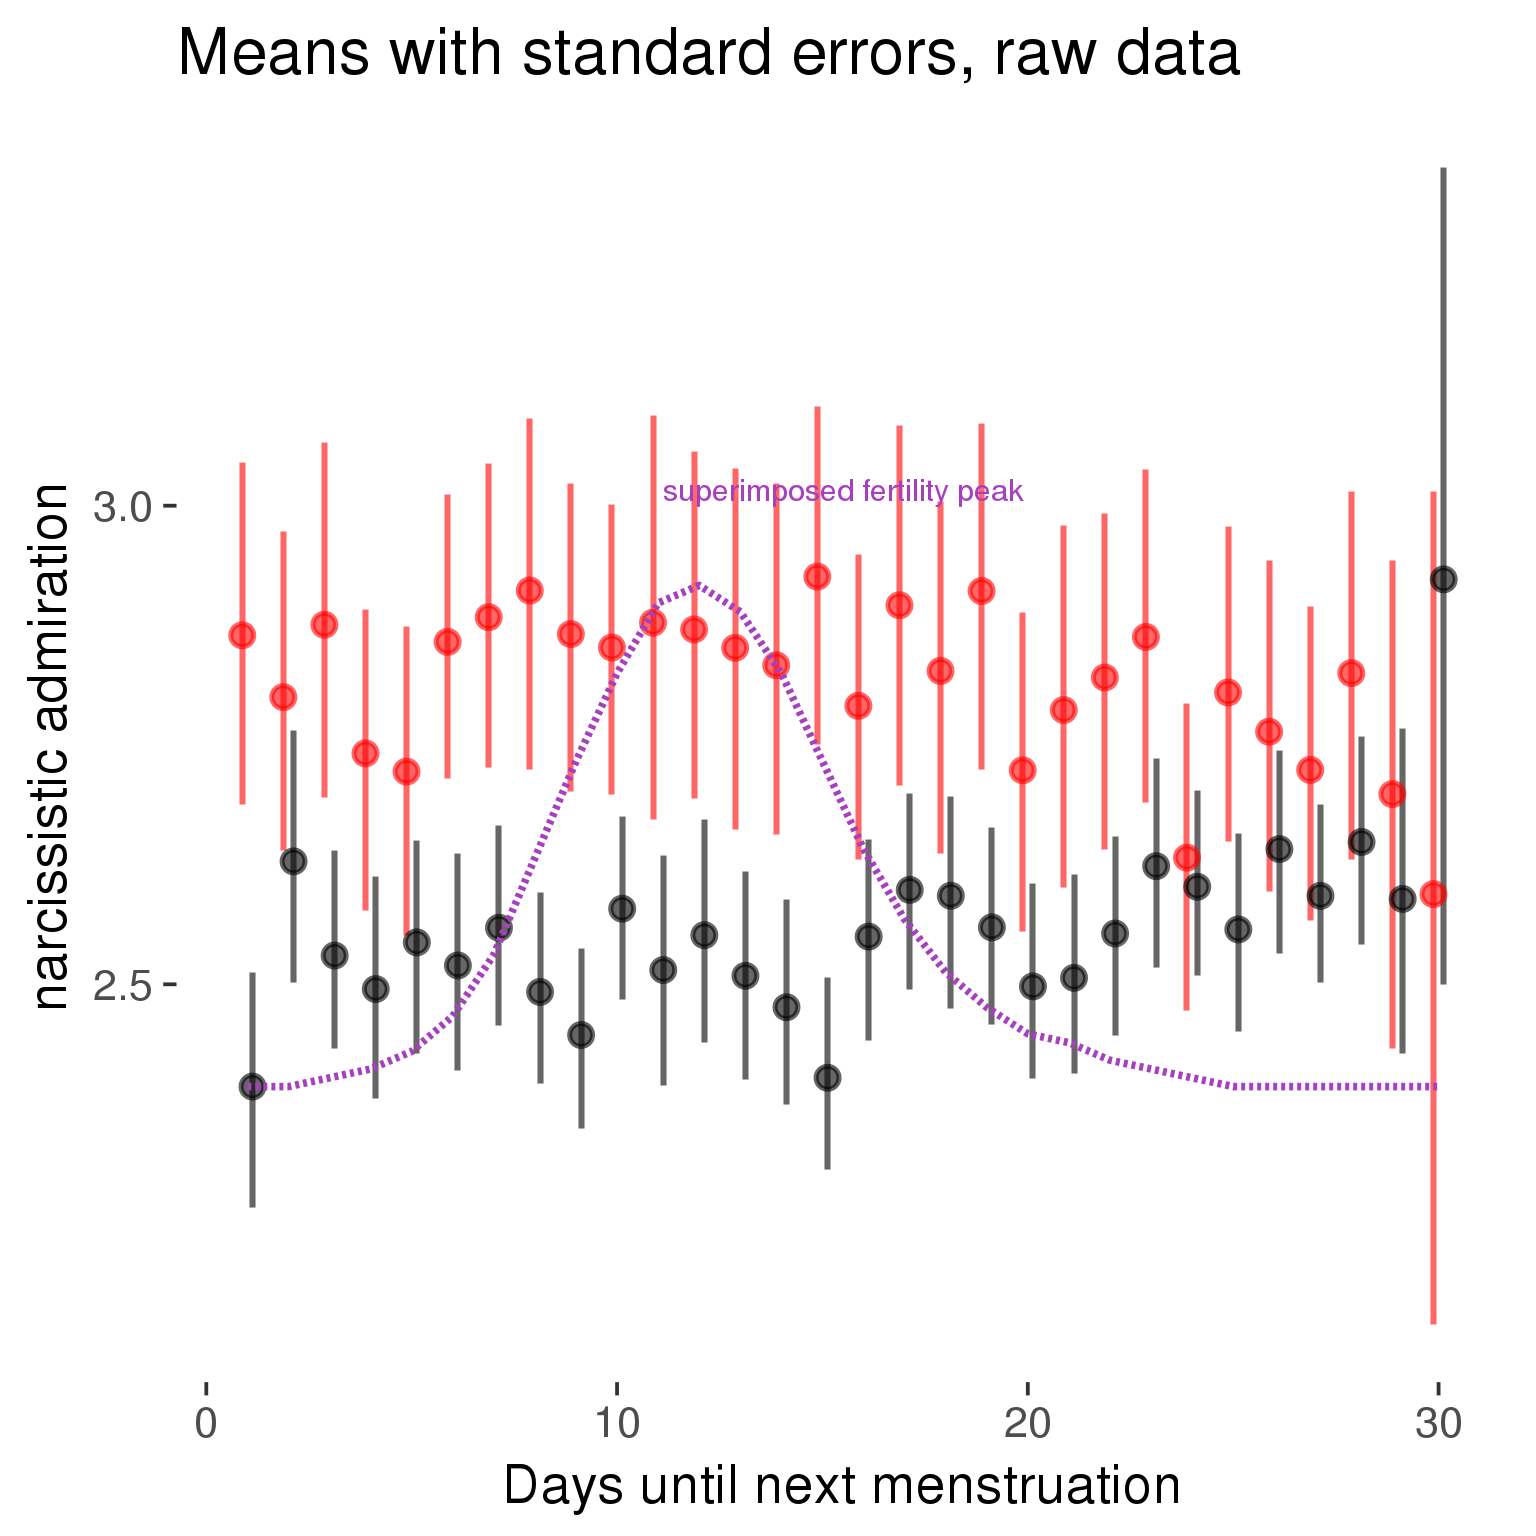 Means with standard errors, raw data
narcissistic admiration
3.0
2.5
superimposed fertility peak
0
10
20
30
Days until next menstruation